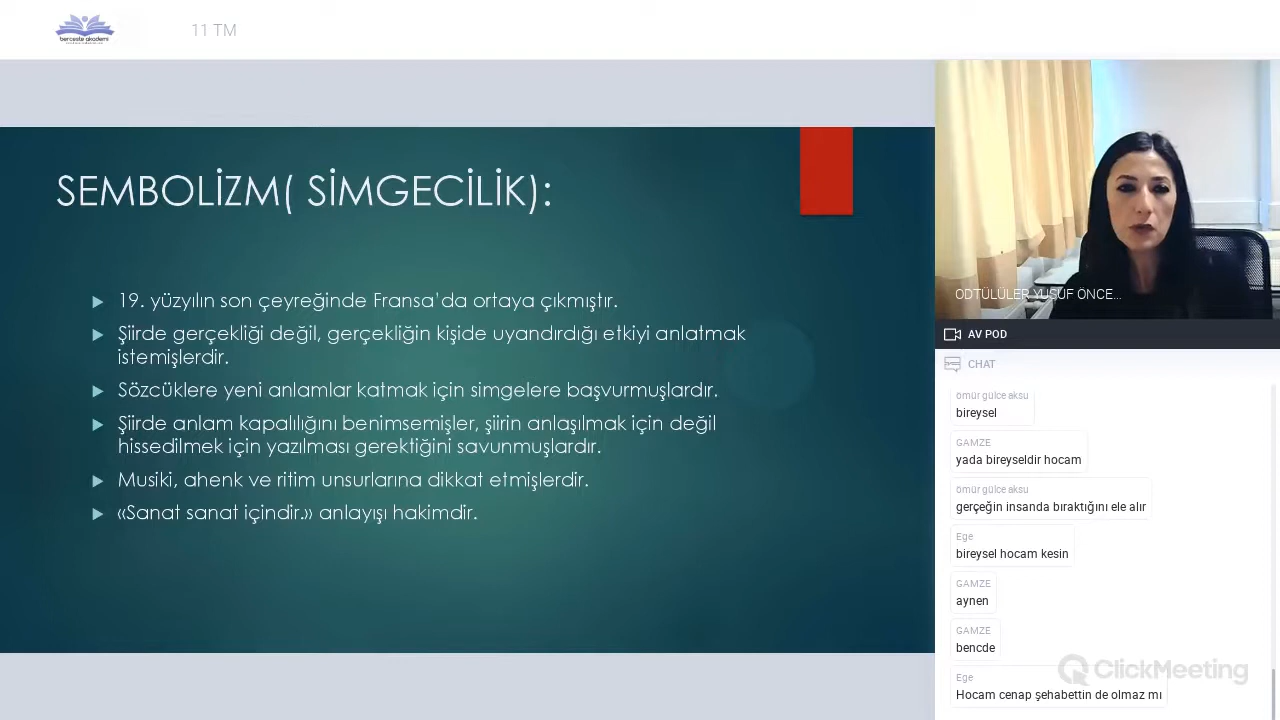 berceste akademi
11 TM
SEMBOLİZM( SİMGECİLİK):
19. yüzyılın son çeyreğinde Fransa'da ortaya çıkmıştır.
Şiirde gerçekliği değil, gerçekliğin kişide uyandırdığı etkiyi anlatmak
istemişlerdir.
Sözcüklere yeni anlamlar katmak için simgelere başvurmuşlardır.
Şiirde anlam kapalılığını benimsemişler, şiirin anlaşılmak için değil
hissedilmek için yazılması gerektiğini savunmuşlardır.
Musiki, ahenk ve ritim unsurlarına dikkat etmişlerdir.
«Sanat sanat içindir.» anlayışı hakimdir.
ODTÜLÜLER YUSUF ÖNCE...
AV POD
CHAT
ömür gülce aksu
bireysel
GAMZE
yada bireyseldir hocam
ömür gülce aksu
gerçeğin insanda bıraktığını ele alır
Ege
bireysel hocam kesin
GAMZE
aynen
GAMZE
bencde
Ege
Hocam cenap şehabettin de olmaz mı
ClickMeeting